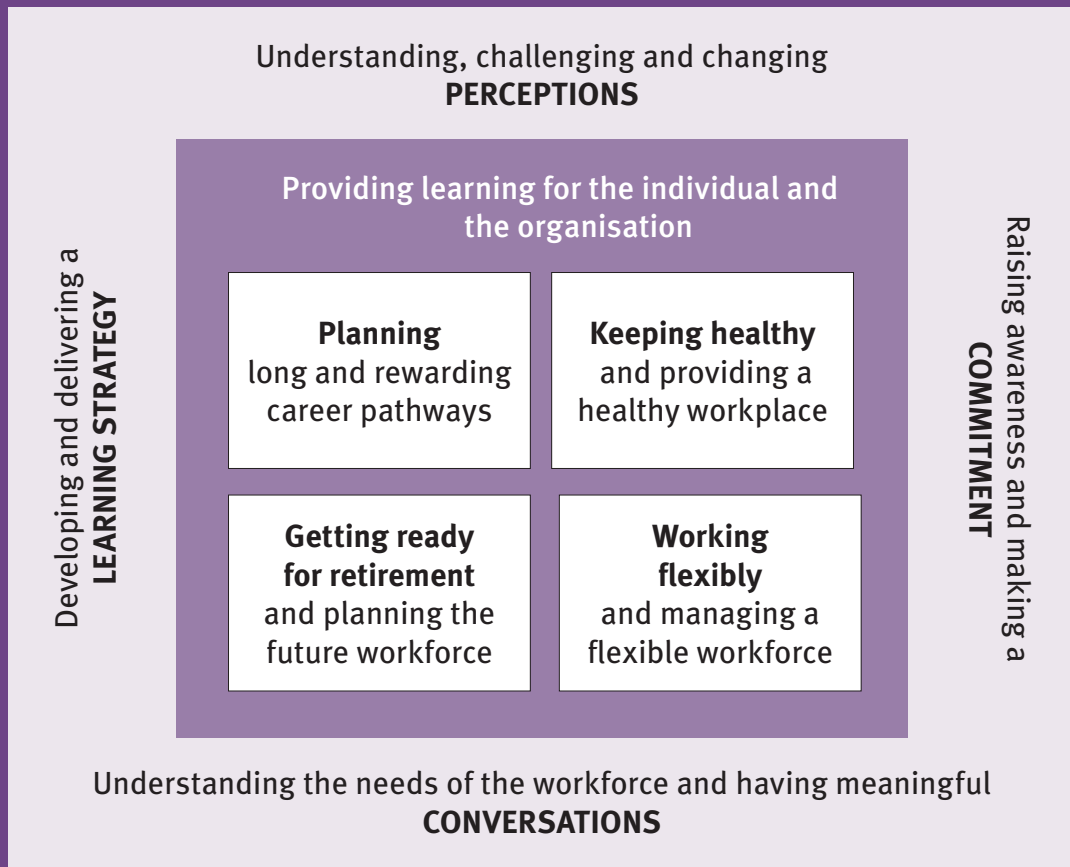 Understanding, challenging and changing
PERCEPTIONS
Providing learning for the individual and
the organisation
Developing and delivering a
LEARNING STRATEGY
Planning
long and rewarding
career pathways
Keeping healthy
and providing a
healthy workplace
Getting ready
for retirement
and planning the
future workforce
Working
flexibly
and managing a
flexible workforce
Raising awareness and making a
COMMITMENT
Understanding the needs of the workforce and having meaningful
CONVERSATIONS